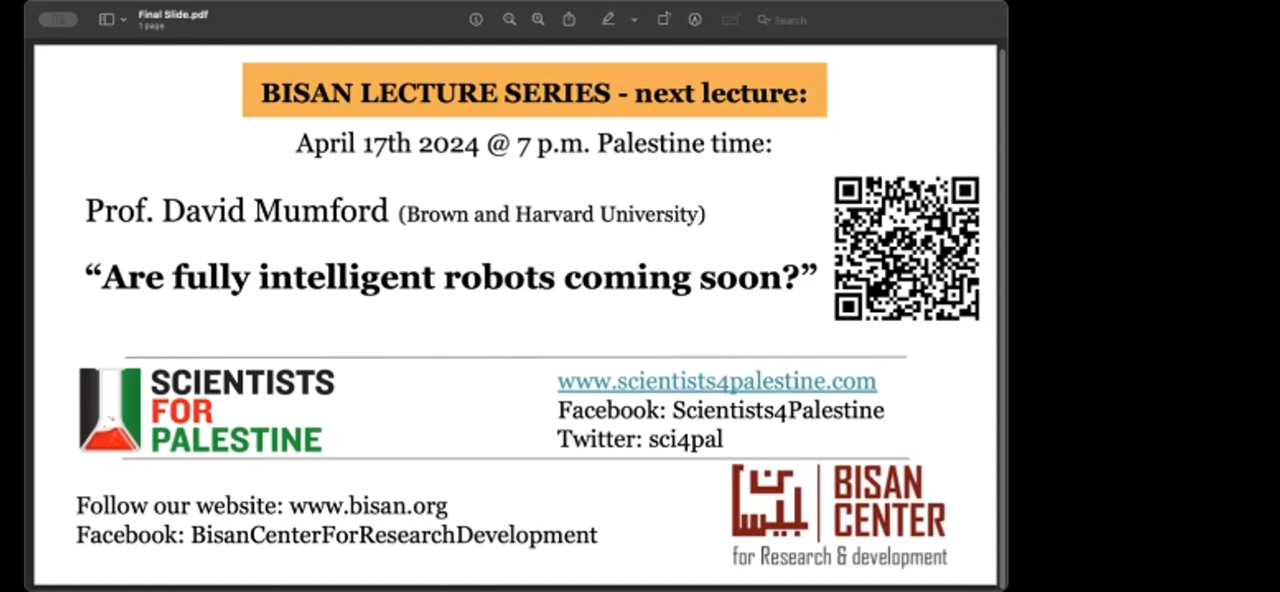 Final Slide.pdf
1 page
Search
BISAN LECTURE SERIES - next lecture:
April 17th 2024 @ 7 p.m. Palestine time:
Prof. David Mumford (Brown and Harvard University)
“Are fully intelligent robots coming soon?”
SCIENTISTS
FOR
PALESTINE
www.scientists4palestine.com
Facebook: Scientists4Palestine
Twitter: sci4pal
Follow our website: www.bisan.org
Facebook: BisanCenterForResearchDevelopment
بيسان
BISAN
CENTER
for Research & development